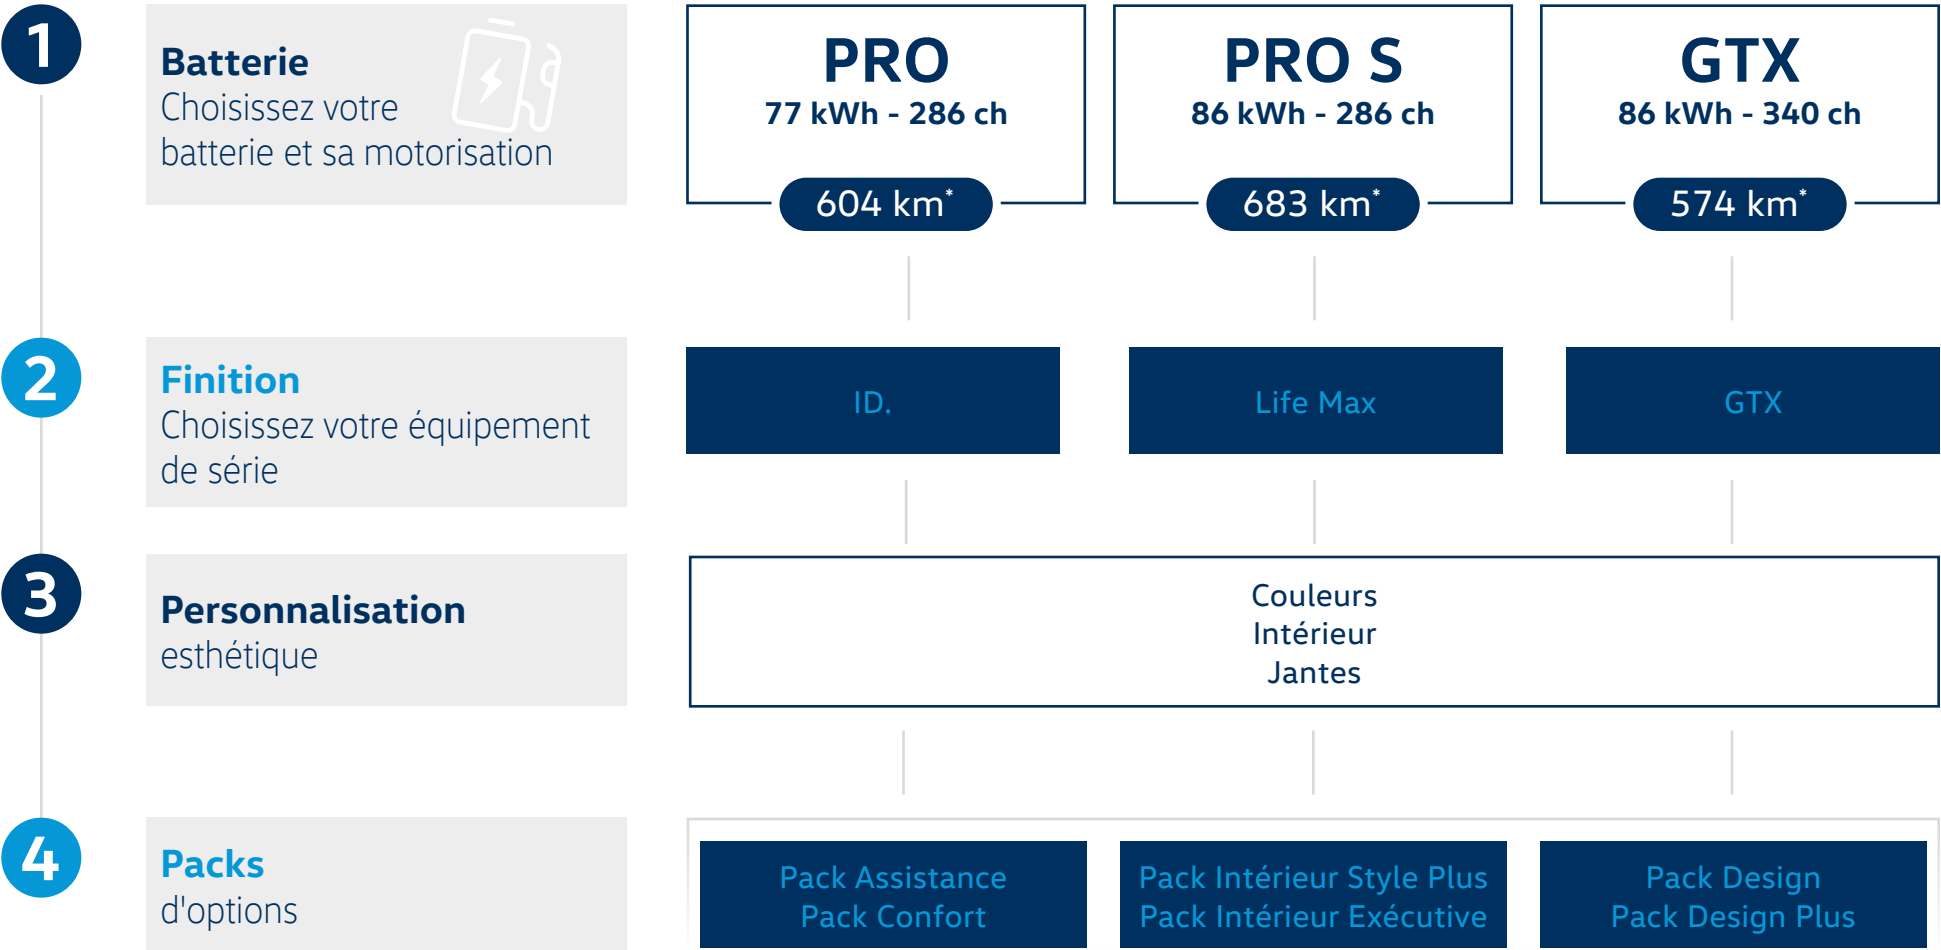 1
Batterie
Choisissez votre
batterie et sa motorisation
PRO
77 kWh - 286 ch
604 km*
PRO S
86 kWh - 286 ch
683 km*
GTX
86 kWh - 340 ch
574 km*
2
Finition
Choisissez votre équipement
de série
ID.
Life Max
GTX
3
Personnalisation
esthétique
Couleurs
Intérieur
Jantes
4
Packs
d'options
Pack Assistance
Pack Confort
Pack Intérieur Style Plus
Pack Intérieur Exécutive
Pack Design
Pack Design Plus